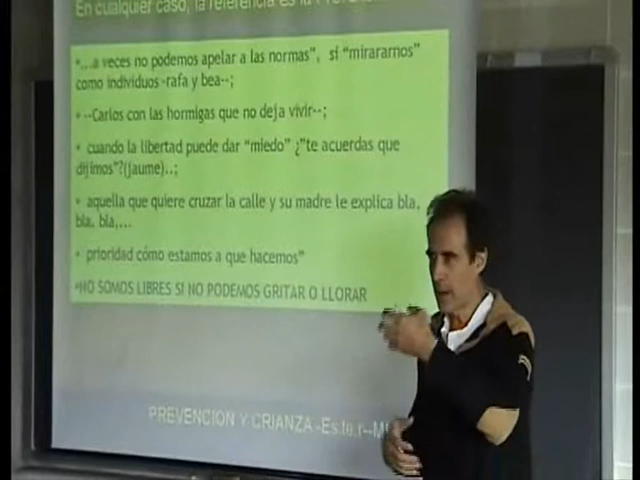 En cualquier caso, la referencia es la
"...a veces no podemos apelar a las normas", sí "mirararnos"
como individuos -rafa y bea--;
• --Carlos con las hormigas que no deja vivir--;
• cuando la libertad puede dar "miedo" ¿"te acuerdas que
dijimos"?(jaume)..;
• aquella que quiere cruzar la calle y su madre le explica bla,
bla, bla,...
• prioridad cómo estamos a que hacemos"
•NO SOMOS LIBRES SI NO PODEMOS GRITAR O LLORAR
PREVENCION Y CRIANZA